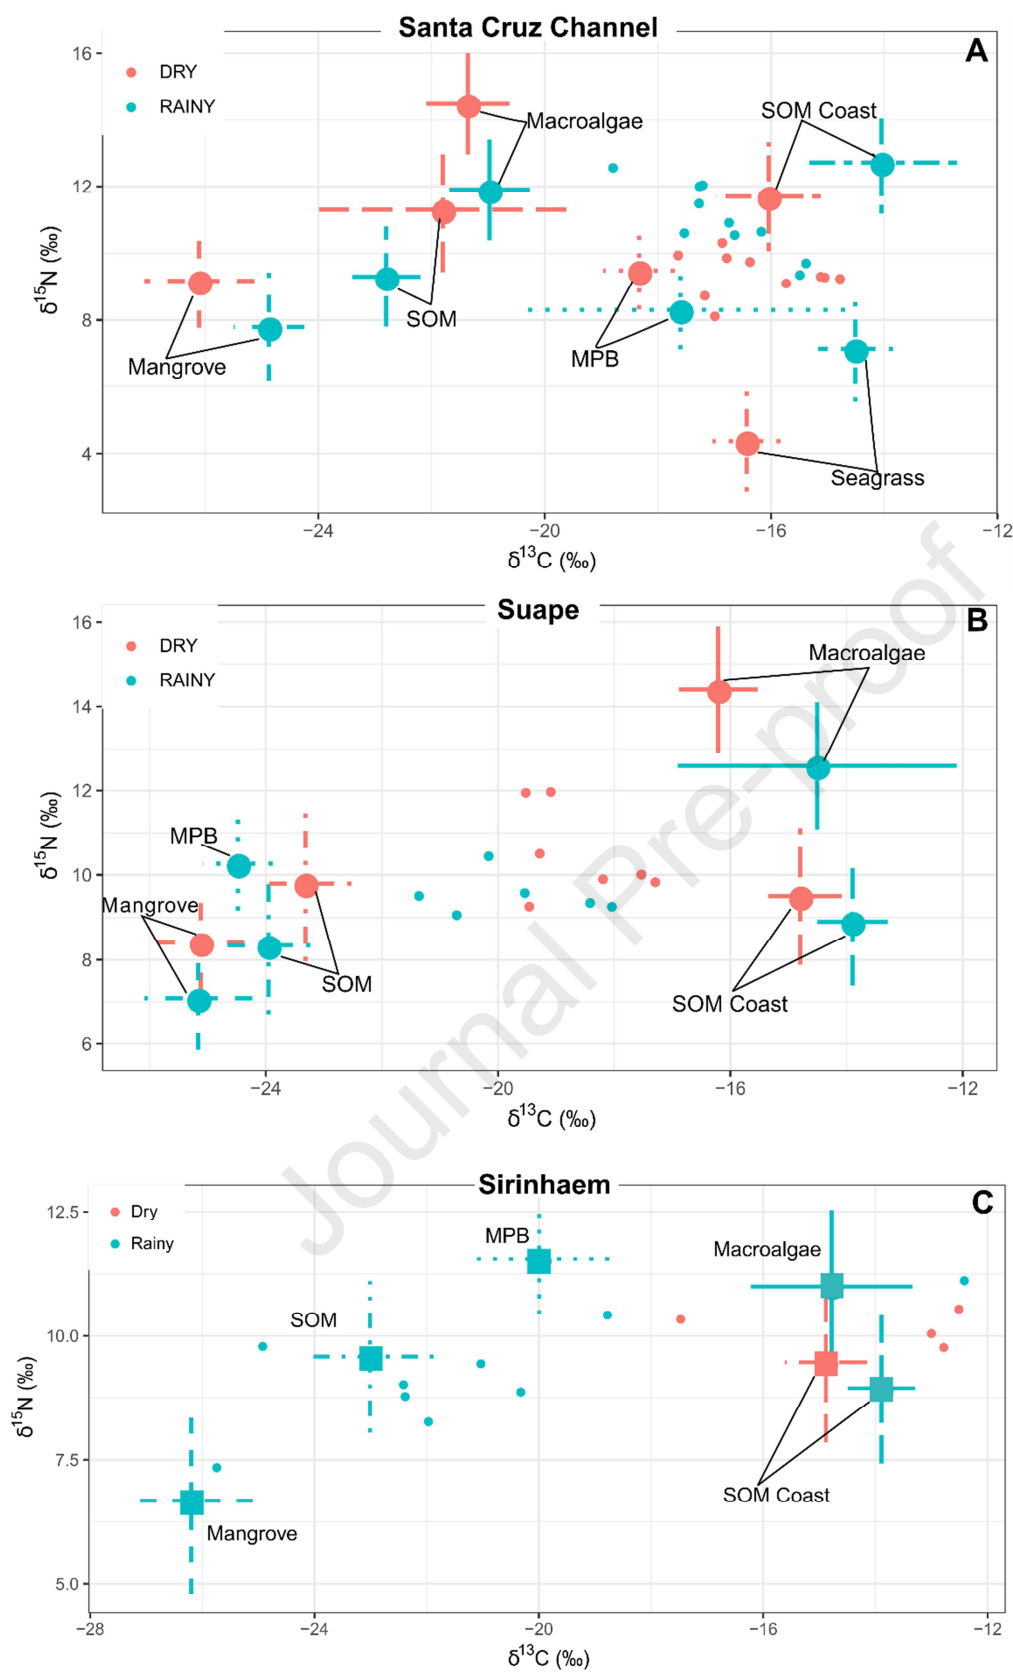 Santa Cruz Channel
A
16
DRY
RAINY
Macroalgae
SOM Coast
12
δ15N (‰)
8
SOM
MPB
Mangrove
4
Seagrass
−24
−20
−16
−12
δ13C (‰)
Suape
B
16
DRY
RAINY
Macroalgae
14
12
MPB
δ15N (‰)
10
Mangrove
8
SOM
SOM Coast
6
−24
−20
−16
−12
δ13C (‰)
Sirinhaem
C
12.5
Dry
Rainy
MPB
Macroalgae
SOM
10.0
δ15N (‰)
7.5
SOM Coast
Mangrove
5.0
−28
−24
−20
−16
−12
δ13C (‰)
Journal Pre-proof